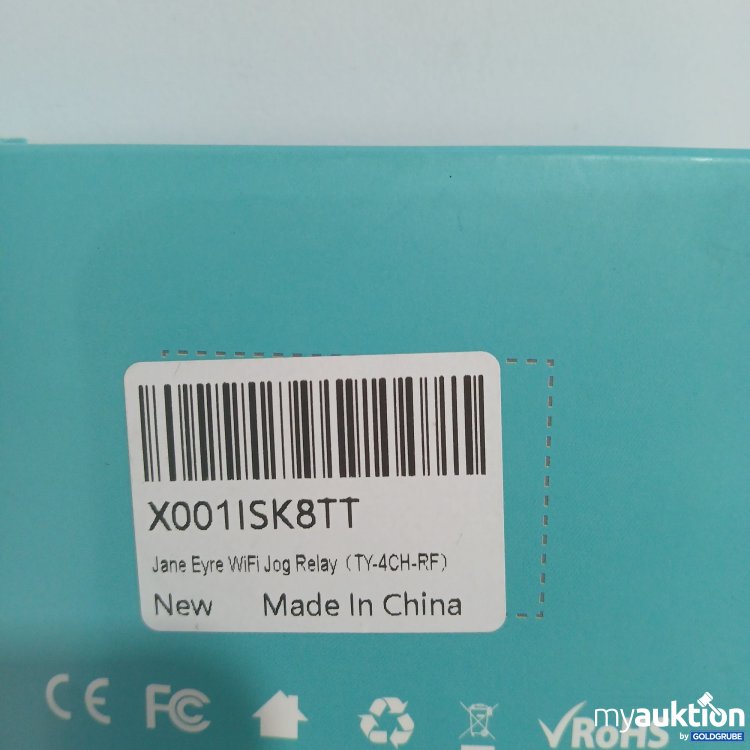 X001ISK8TT
Jane Eyre WiFi Jog Relay（TY-4CH-RF）
New Made In China
CE FC
RoHS
myauktion
by GOLDGRUBE